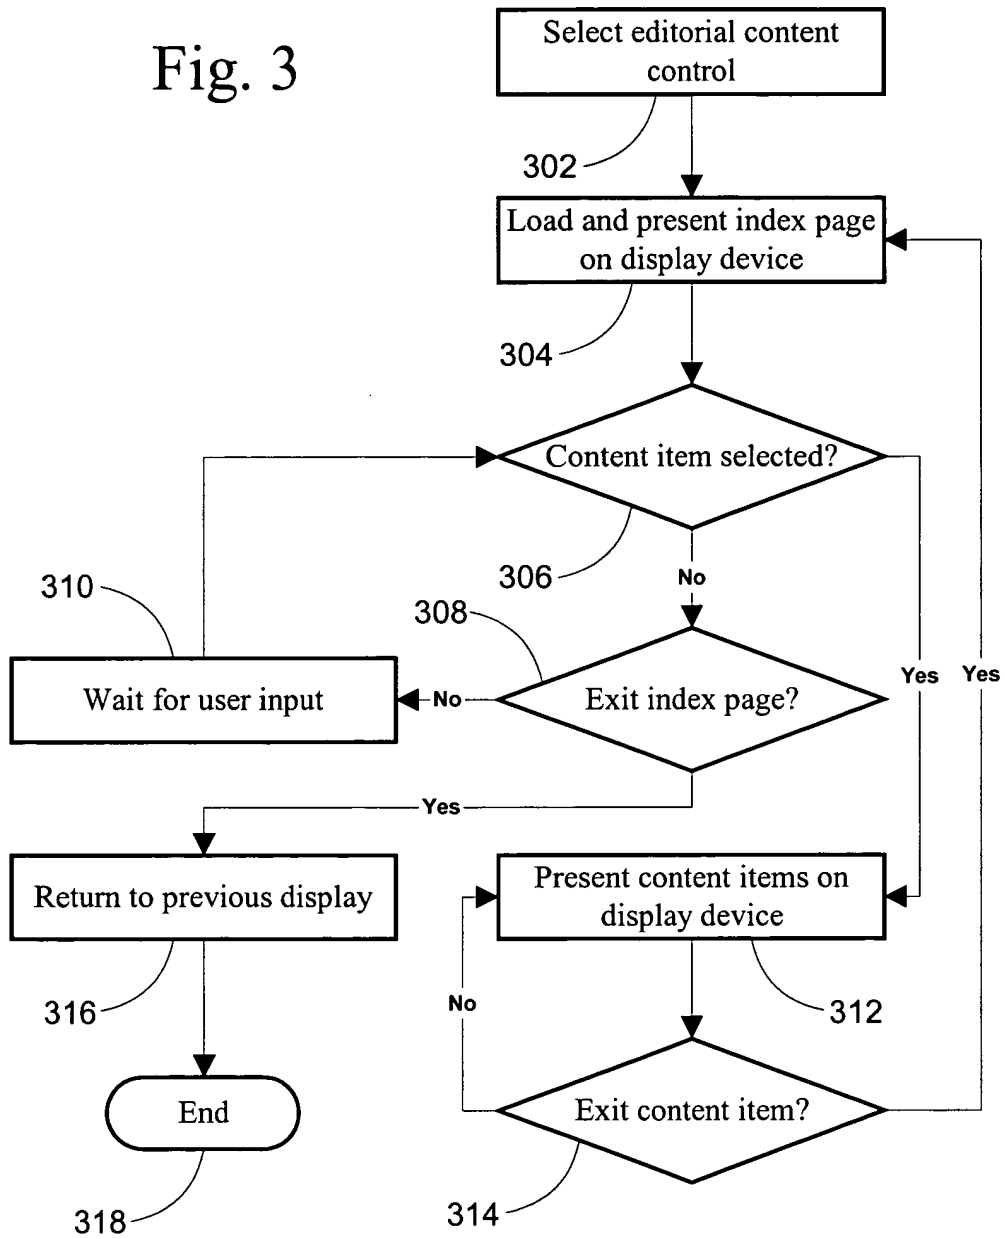 Fig. 3
Select editorial content
control
302
Load and present index page
on display device
304
Content item selected?
306
No
310
308
Wait for user input
No
Exit index page?
Yes
Yes
Yes
Return to previous display
Present content items on
display device
316
No
312
End
Exit content item?
318
314